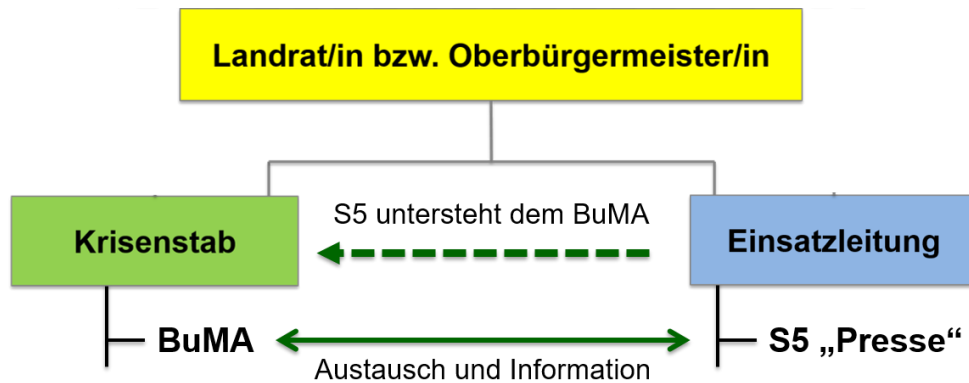 Landrat/in bzw. Oberbürgermeister/in
S5 untersteht dem BuMA
Krisenstab
Einsatzleitung
BuMA
S5 „Presse“
Austausch und Information